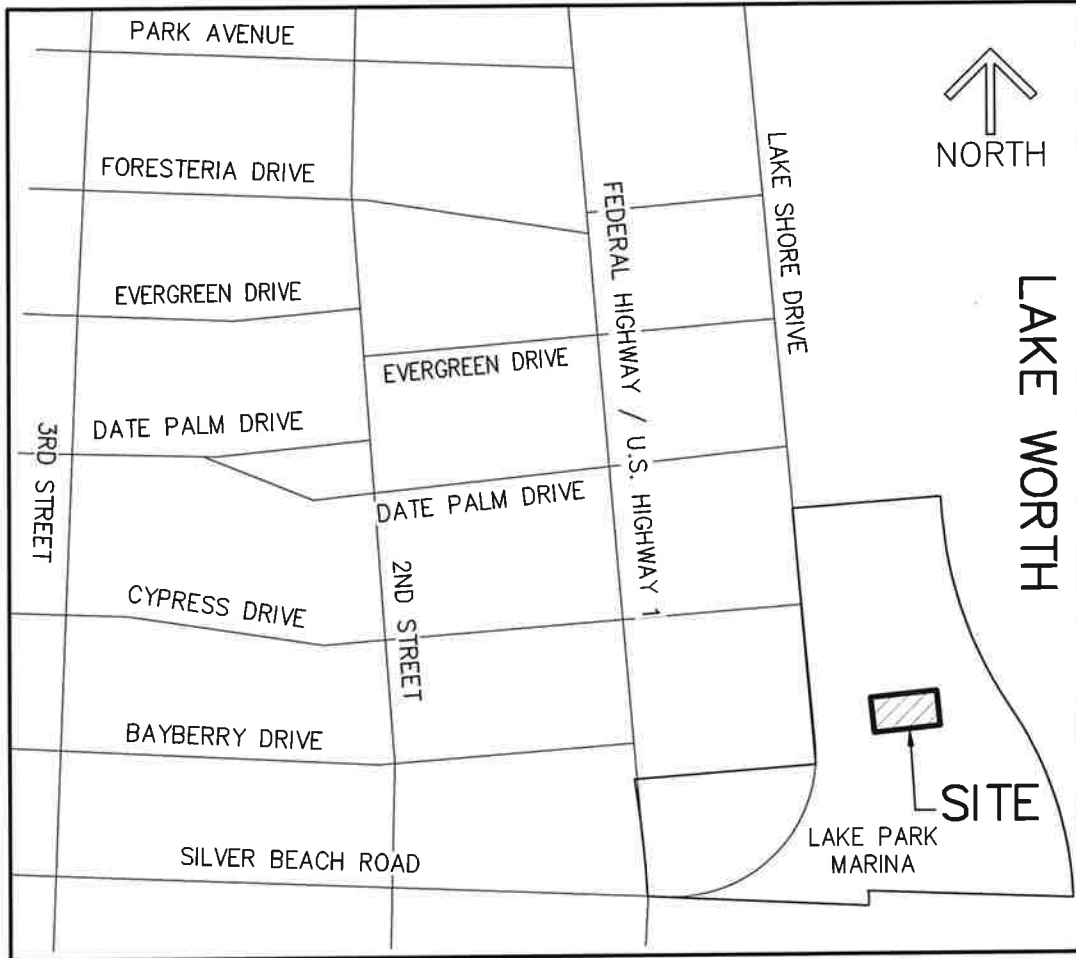 PARK AVENUE
NORTH
FORESTERIA DRIVE
LAKE SHORE DRIVE
FEDERAL HIGHWAY / U.S. HIGHWAY 1
LAKE WORTH
EVERGREEN DRIVE
EVERGREEN DRIVE
DATE PALM DRIVE
3RD STREET
DATE PALM DRIVE
2ND STREET
CYPRESS DRIVE
BAYBERRY DRIVE
SITE
LAKE PARK
MARINA
SILVER BEACH ROAD